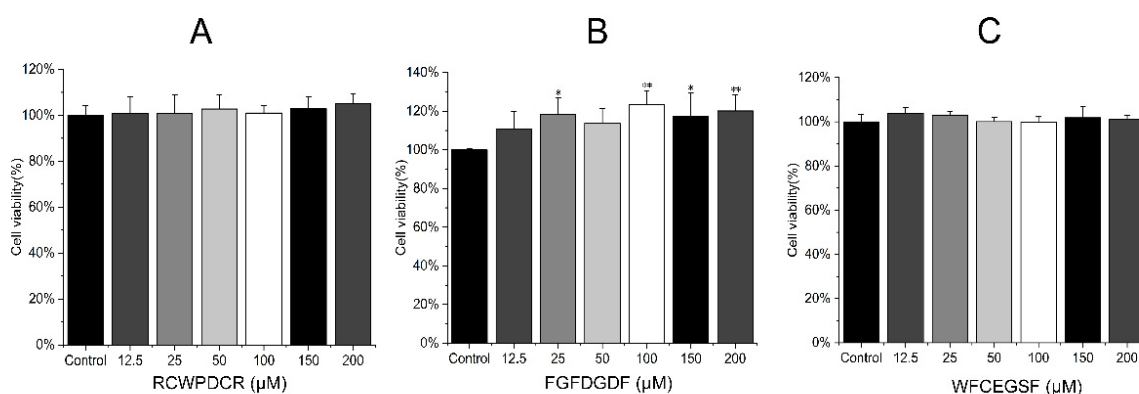 A
120%
100%
80%
60%
40%
20%
0%
Cell viability(%)
Control 12.5 25 50 100 150 200
RCWPDCR (µM)
B
140%
120%
100%
80%
60%
40%
20%
0%
Cell viability(%)
* ** * **
Control 12.5 25 50 100 150 200
FGFDGDF (µM)
C
120%
100%
80%
60%
40%
20%
0%
Cell viability(%)
Control 12.5 25 50 100 150 200
WFCEGSF (µM)